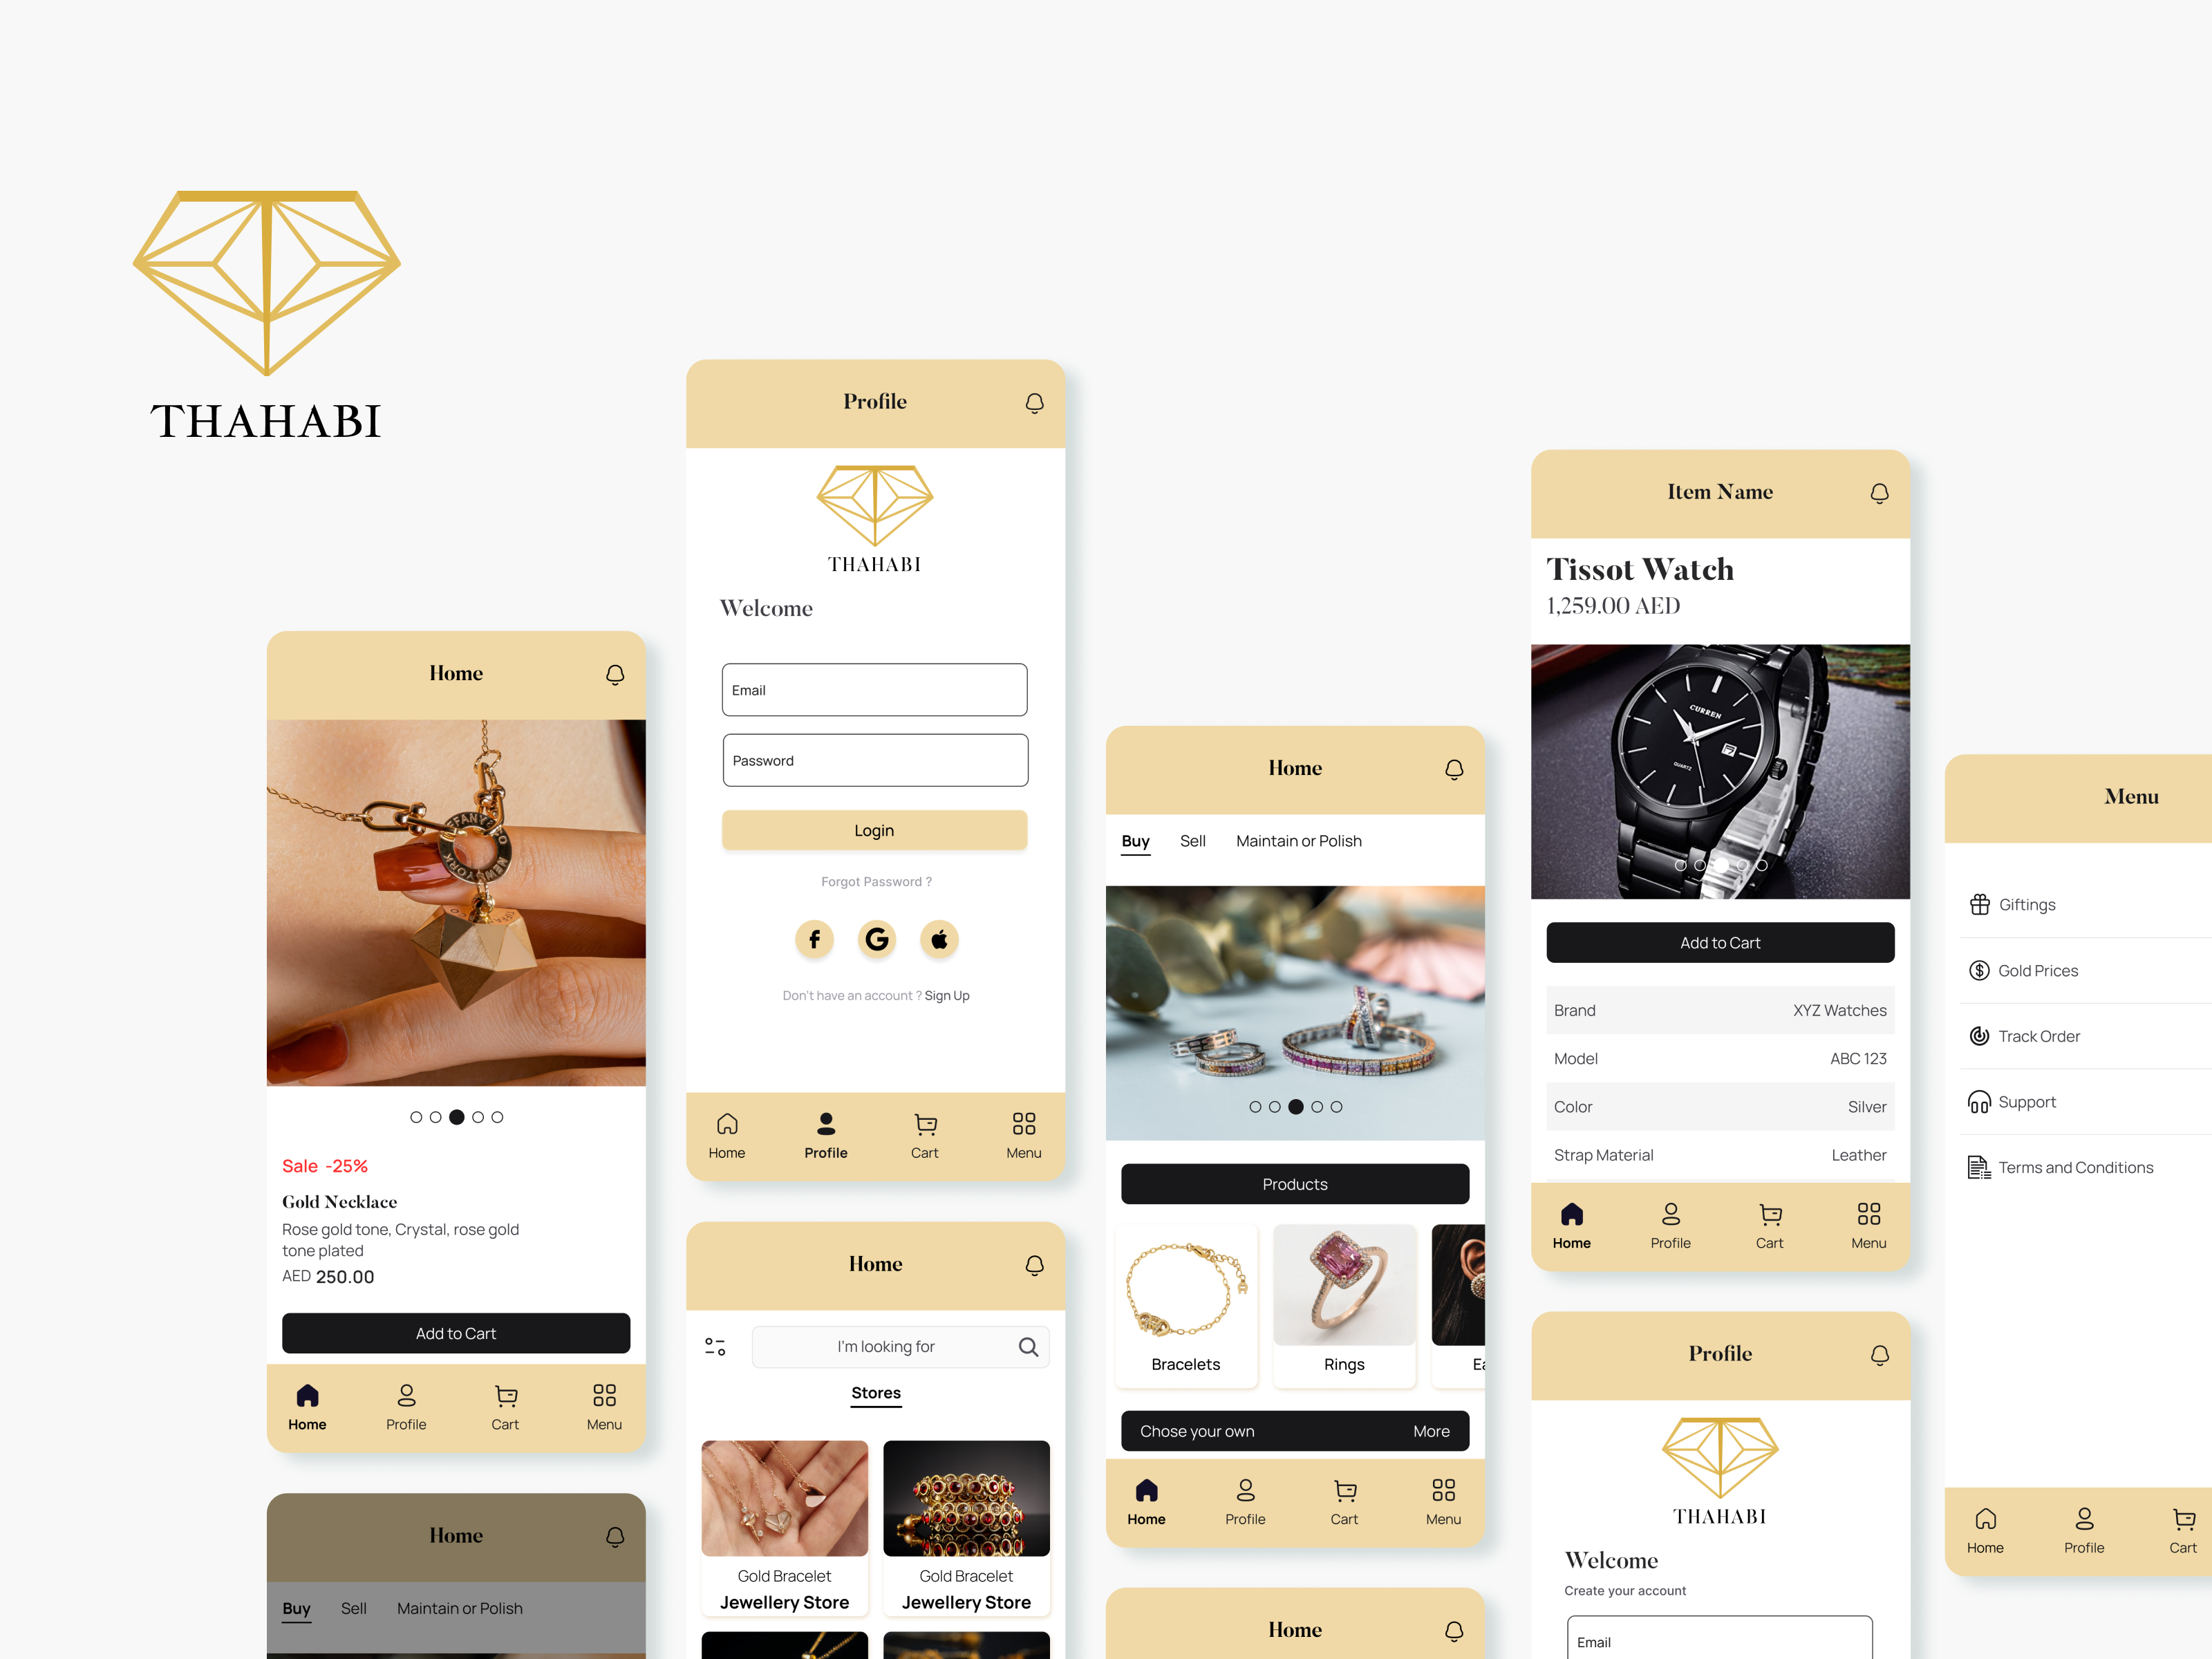 THAHABI
Home
TIFFANY & CO NEW YORK
Sale -25%
Gold Necklace
Rose gold tone, Crystal, rose gold
tone plated
AED 250.00
Add to Cart
Home Profile Cart Menu
Home
Buy Sell Maintain or Polish
Profile
THAHABI
Welcome
Email
Password
Login
Forgot Password ?
Don't have an account ? Sign Up
Home Profile Cart Menu
Home
I'm looking for
Stores
Gold Bracelet
Jewellery Store
Gold Bracelet
Jewellery Store
Home
Buy Sell Maintain or Polish
Products
Bracelets
Rings
Chose your own More
Home Profile Cart Menu
Home
Item Name
Tissot Watch
1,259.00 AED
CURREN
QUARTZ
Add to Cart
Brand XYZ Watches
Model ABC 123
Color Silver
Strap Material Leather
Home Profile Cart Menu
Profile
THAHABI
Welcome
Create your account
Email
Menu
Giftings
Gold Prices
Track Order
Support
Terms and Conditions
Home Profile Cart